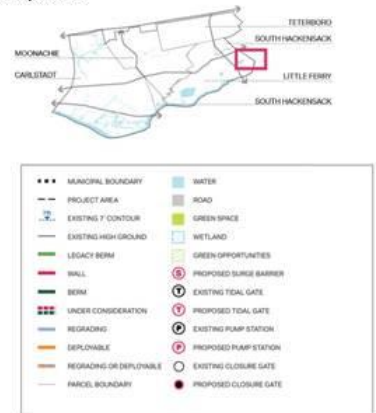 TETERBORO
SOUTH HACKENSACK
MOONACHIE
CARLSTADT
LITTLE FERRY
SOUTH HACKENSACK
MUNICIPAL BOUNDARY
PROJECT AREA
EXISTING 7' CONTOUR
EXISTING HIGH GROUND
LEGACY BERM
WALL
BERM
UNDER CONSIDERATION
REGRADING
DEPLOYABLE
REGRADING OR DEPLOYABLE
PARCEL BOUNDARY
WATER
ROAD
GREEN SPACE
WETLAND
GREEN OPPORTUNITIES
S PROPOSED SURGE BARRIER
T EXISTING TIDAL GATE
T PROPOSED TIDAL GATE
P EXISTING PUMP STATION
P PROPOSED PUMP STATION
EXISTING CLOSURE GATE
PROPOSED CLOSURE GATE